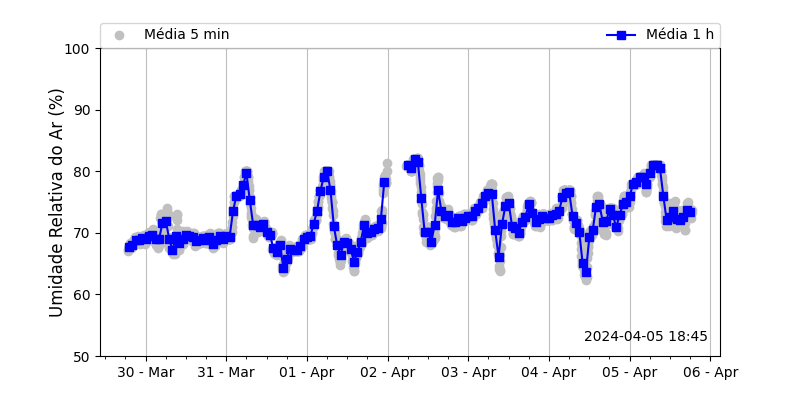 Média 5 min Média 1 h
Umidade Relativa do Ar (%)
100
90
80
70
60
50
2024-04-05 18:45
30 - Mar 31 - Mar 01 - Apr 02 - Apr 03 - Apr 04 - Apr 05 - Apr 06 - Apr